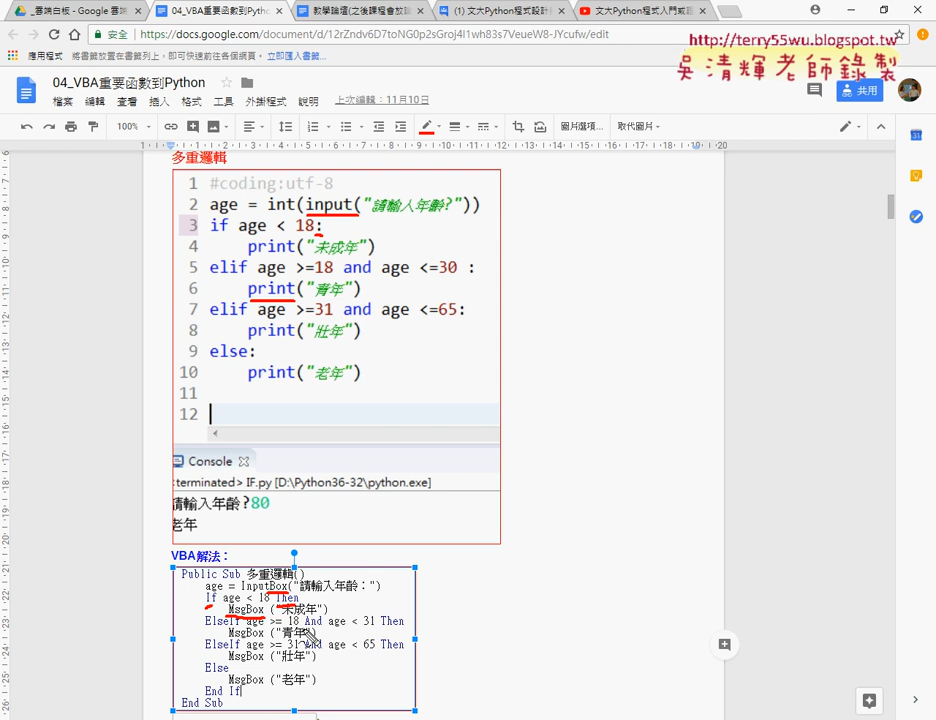 _雲端白板 - Google 雲端
04_VBA重要函數到Pytho
教學論壇(之後課程會放論
(1) 文大Python程式設計
文大Python程式入門或證
安全
https://docs.google.com/document/d/12rZndv6D7toNG0p2sGroj4l1wh83s7VeueW8-JYcufw/edit
http://terry55wu.blogspot.tw
應用程式
將書籤放置在書籤列上，即可快速前往各個網頁。
立即匯入書籤...
吳清輝老師錄製
04_VBA重要函數到Python
檔案 編輯 查看 插入 格式 工具 外掛程式 說明
上次編輯：11月10日
共用
100%
圖片選項...
取代圖片
多重邏輯
1 #coding:utf-8
2 age = int(input("請輸入年齡?"))
3 if age < 18:
4 print("未成年")
5 elif age >=18 and age <=30 :
6 print("青年")
7 elif age >=31 and age <=65:
8 print("壯年")
9 else:
10 print("老年")
11
12
Console
<terminated> IF.py [D:\Python36-32\python.exe]
請輸入年齡?80
老年
VBA解法：
Public Sub 多重邏輯()
age = InputBox("請輸入年齡：")
If age < 18 Then
MsgBox ("未成年")
ElseIf age >= 18 And age < 31 Then
MsgBox ("青年")
ElseIf age >= 31 And age < 65 Then
MsgBox ("壯年")
Else
MsgBox ("老年")
End If
End Sub